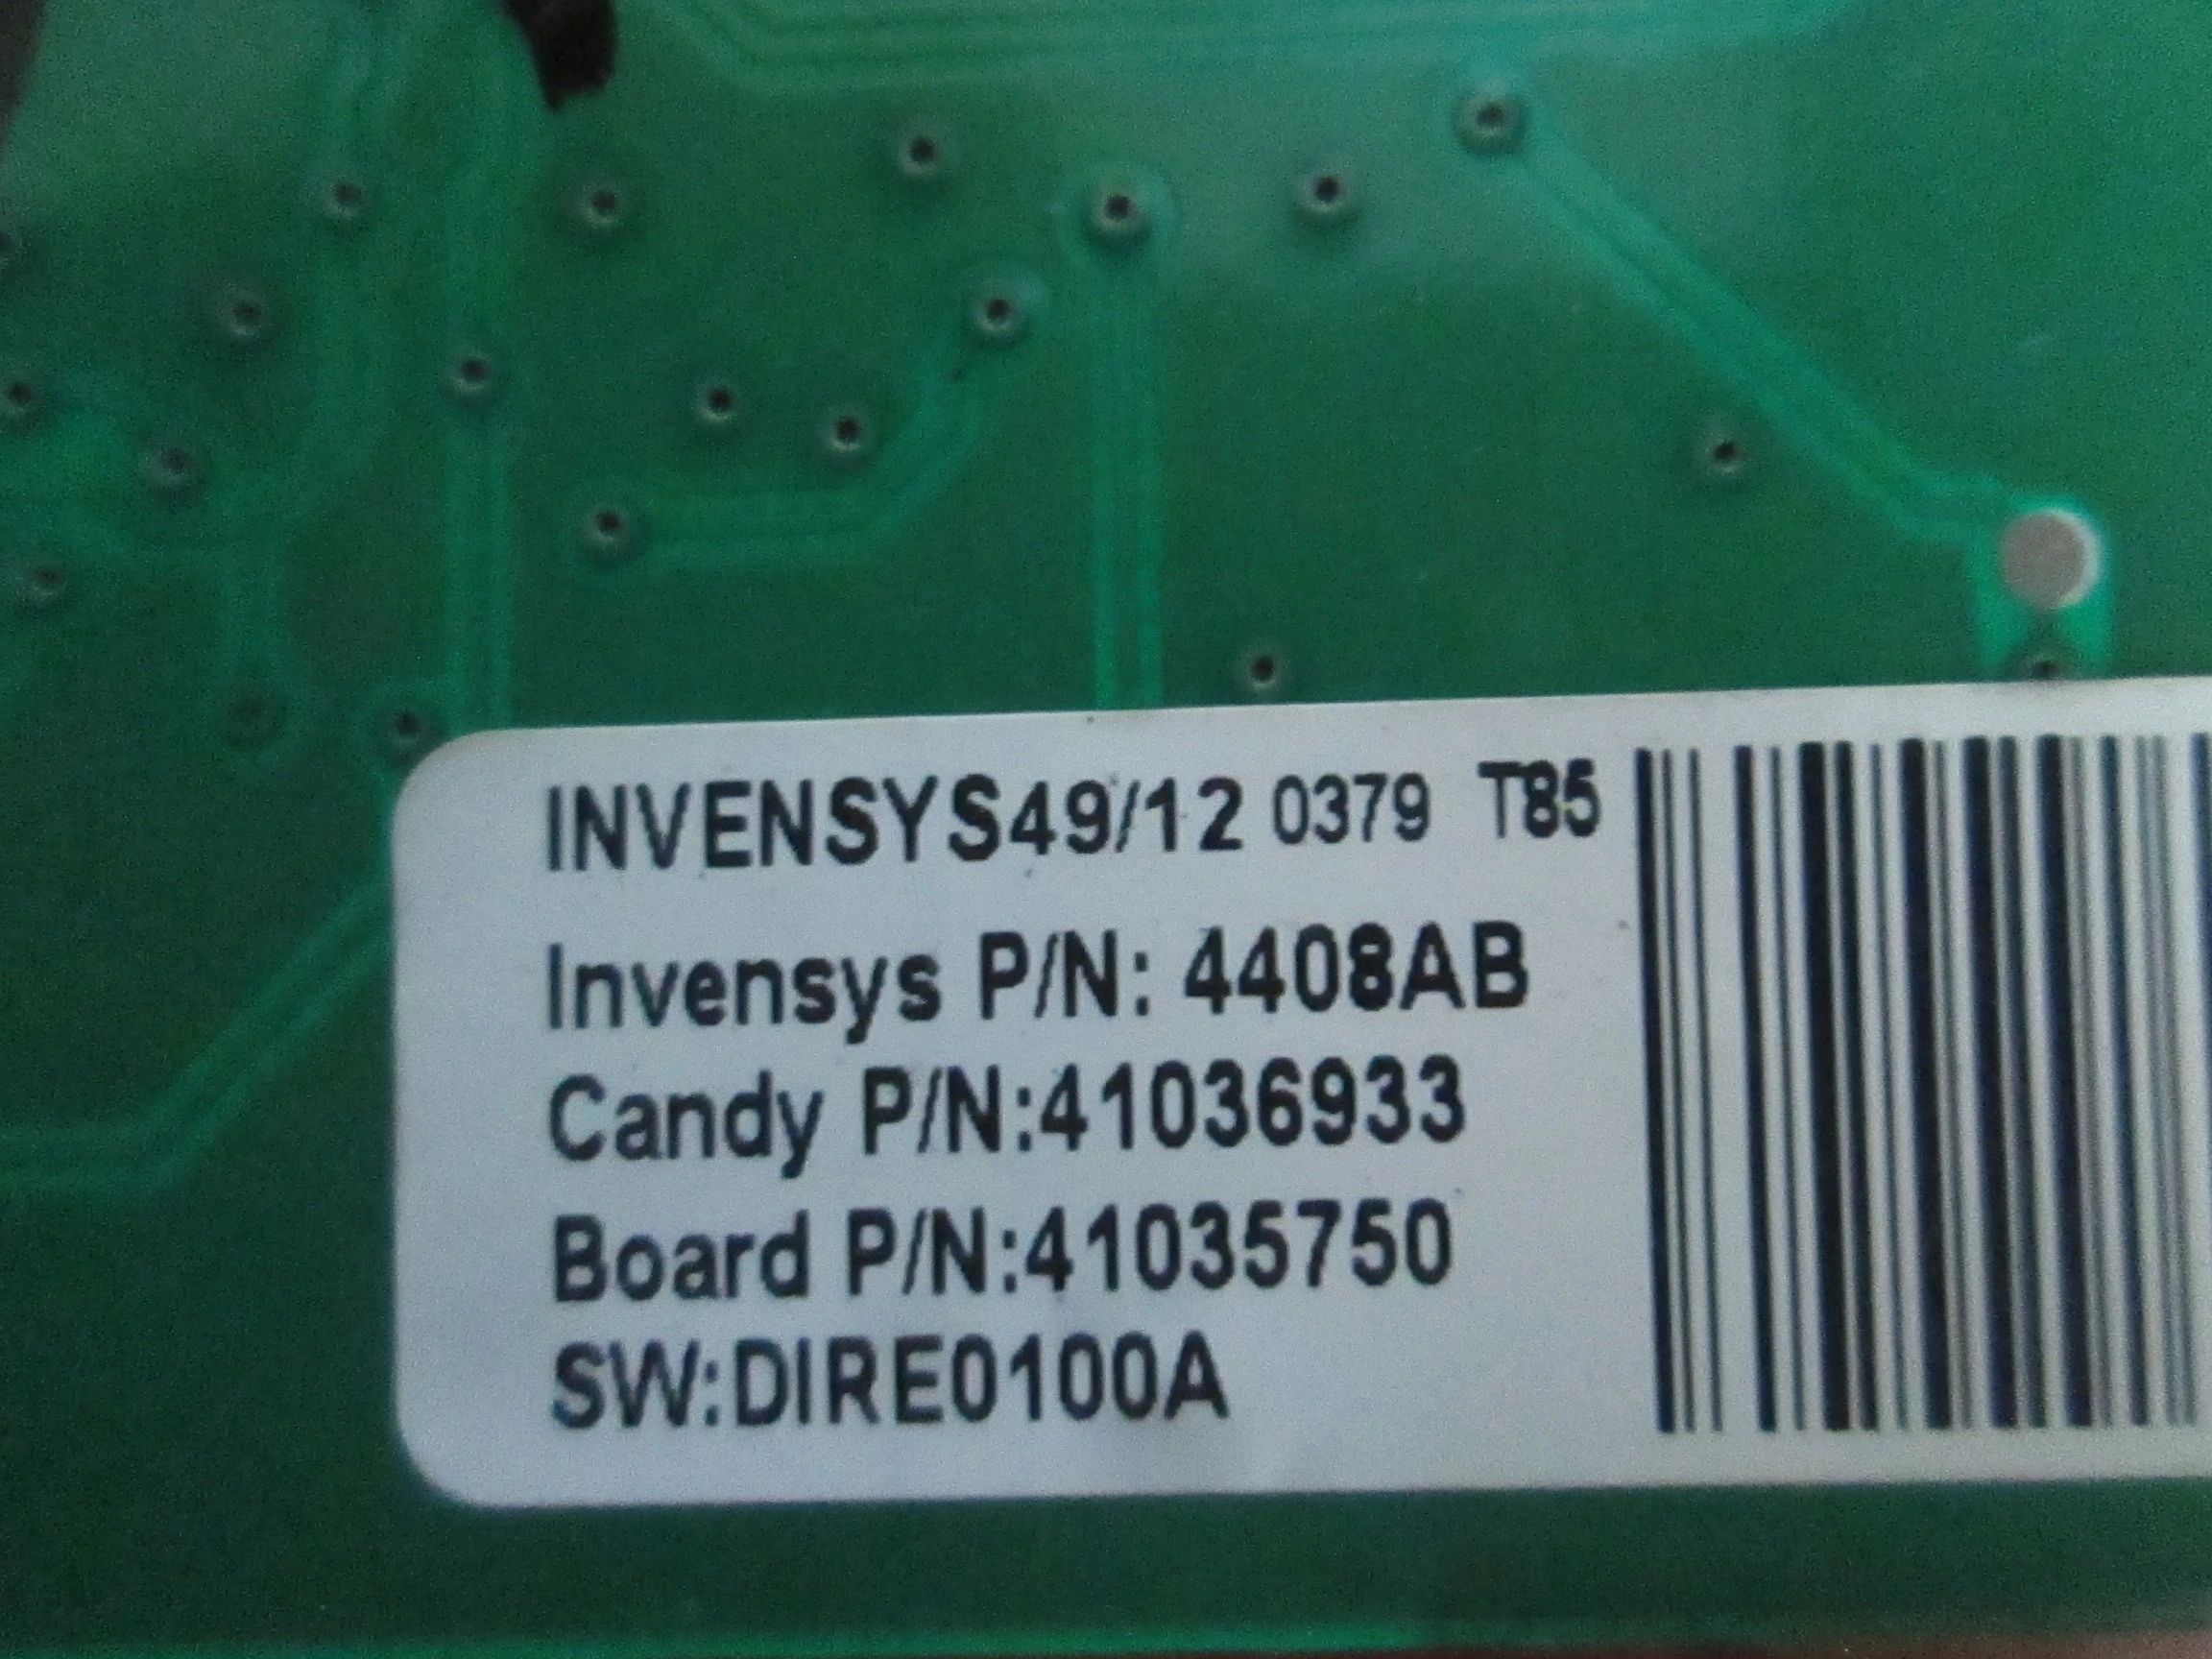 INVENSYS49/12 0379 T85
Invensys P/N: 4408AB
Candy P/N:41036933
Board P/N:41035750
SW:DIRE0100A